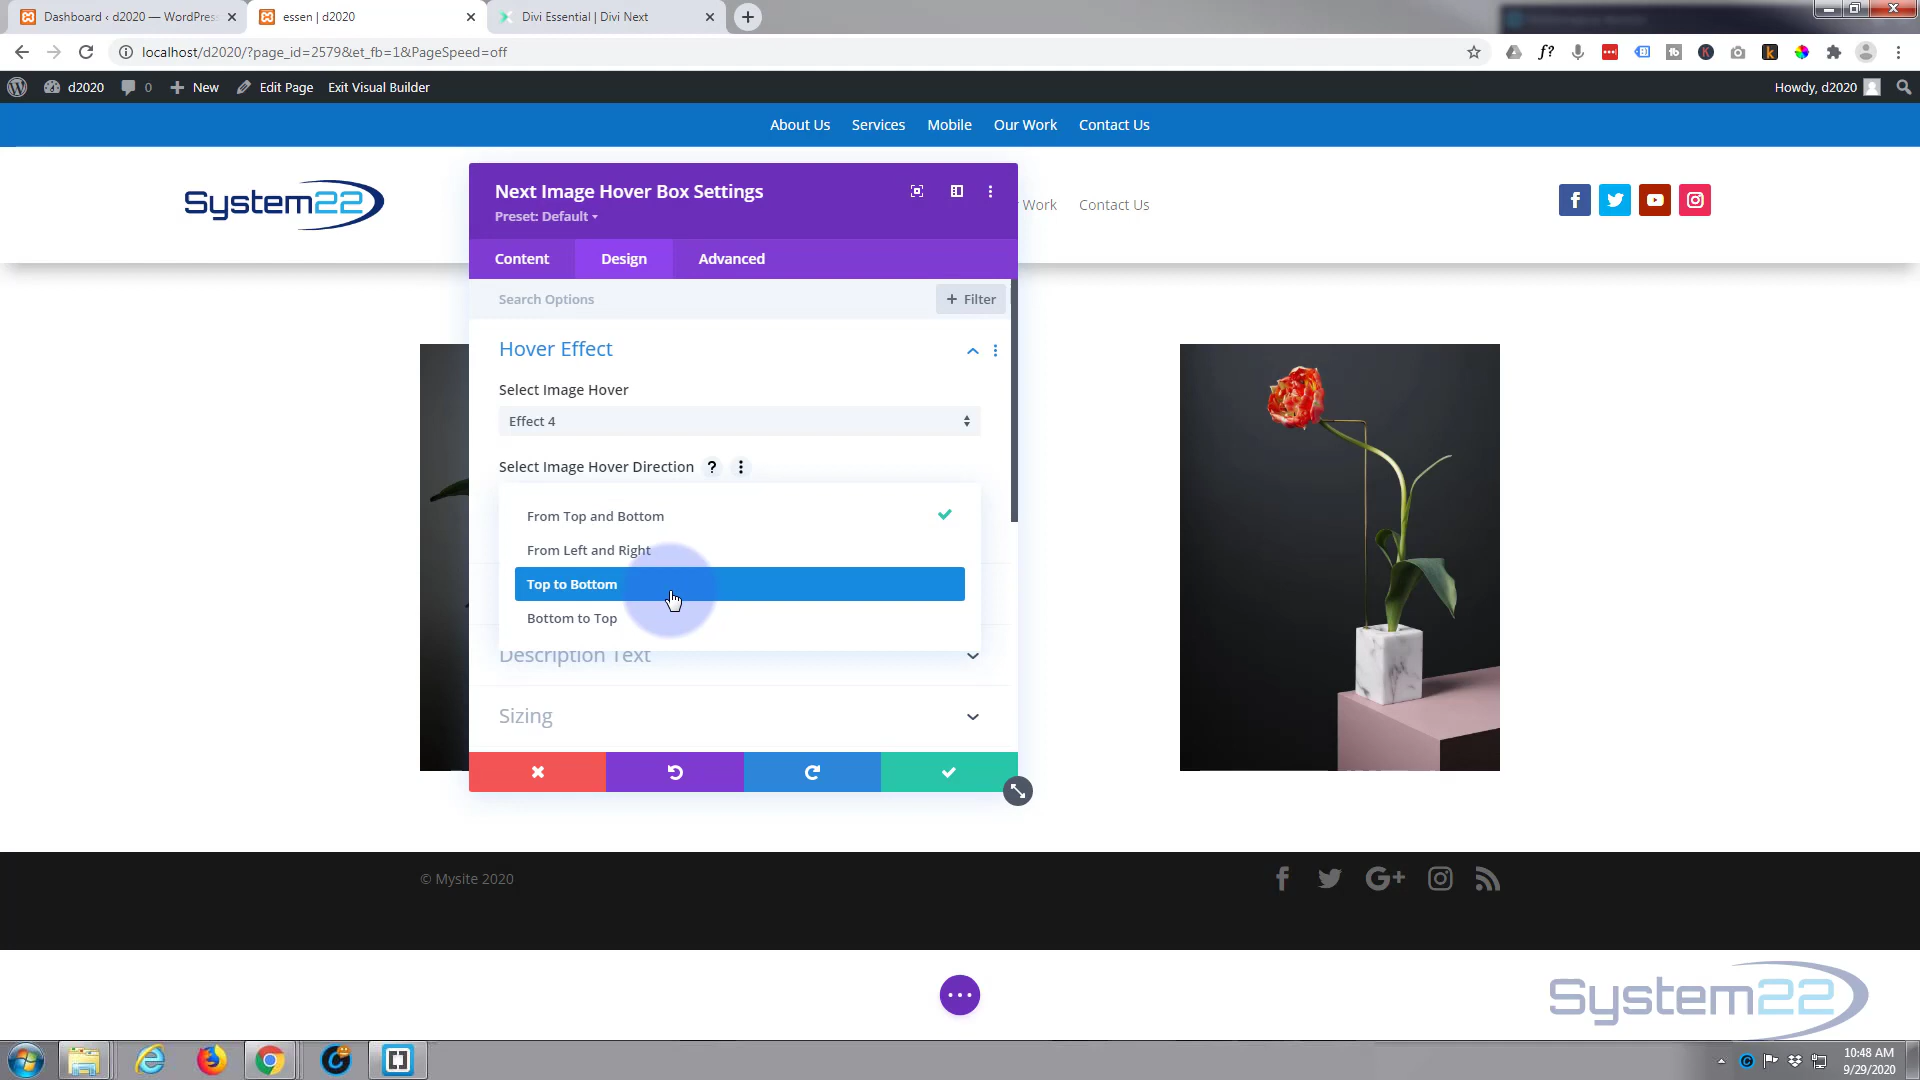 Dashboard ‹ d2020 — WordPres
essen | d2020
Divi Essential | Divi Next
localhost/d2020/?page_id=2579&et_fb=1&PageSpeed=off
d2020
0
New
Edit Page
Exit Visual Builder
Howdy, d2020
About Us
Services
Mobile
Our Work
Contact Us
System22
Next Image Hover Box Settings
Preset: Default
Work
Contact Us
Content
Design
Advanced
Search Options
+ Filter
Hover Effect
Select Image Hover
Effect 4
Select Image Hover Direction
From Top and Bottom
From Left and Right
Top to Bottom
Bottom to Top
Description Text
Sizing
© Mysite 2020
System22
10:48 AM
9/29/2020